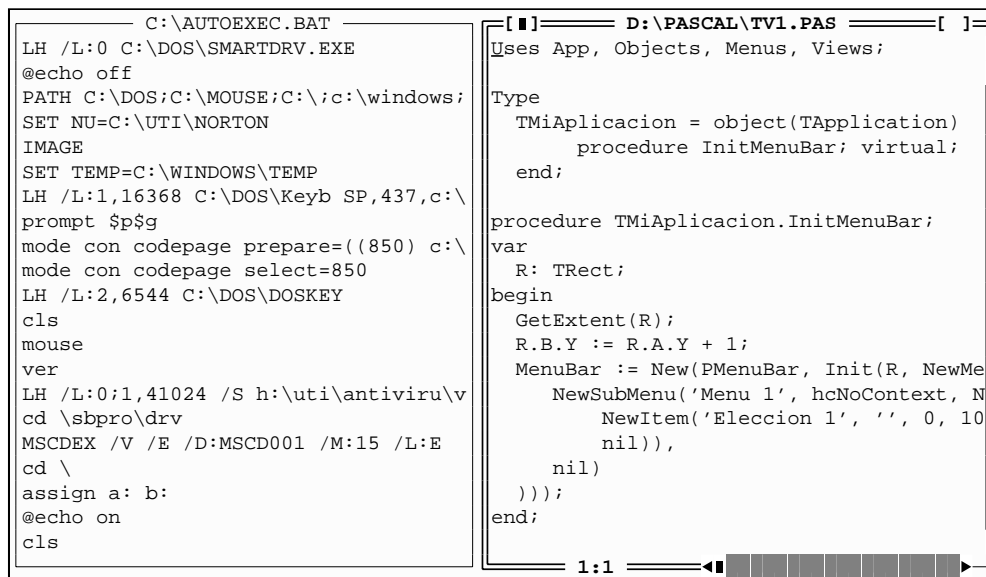 C:\AUTOEXEC.BAT
LH /L:0 C:\DOS\SMARTDRV.EXE
@echo off
PATH C:\DOS;C:\MOUSE;C:\;c:\windows;
SET NU=C:\UTI\NORTON
IMAGE
SET TEMP=C:\WINDOWS\TEMP
LH /L:1,16368 C:\DOS\Keyb SP,437,c:\
prompt $p$g
mode con codepage prepare=((850) c:\
mode con codepage select=850
LH /L:2,6544 C:\DOS\DOSKEY
cls
mouse
ver
LH /L:0;1,41024 /S h:\uti\antiviru\v
cd \sbpro\drv
MSCDEX /V /E /D:MSCD001 /M:15 /L:E
cd \
assign a: b:
@echo on
cls
[∎] D:\PASCAL\TV1.PAS [ ]
Uses App, Objects, Menus, Views;
Type
TMiAplicacion = object(TApplication)
procedure InitMenuBar; virtual;
end;
procedure TMiAplicacion.InitMenuBar;
var
R: TRect;
begin
GetExtent(R);
R.B.Y := R.A.Y + 1;
MenuBar := New(PMenuBar, Init(R, NewMe
NewSubMenu('Menu 1', hcNoContext, N
NewItem('Eleccion 1', '', 0, 10
nil)),
nil)
)));
end;
1:1